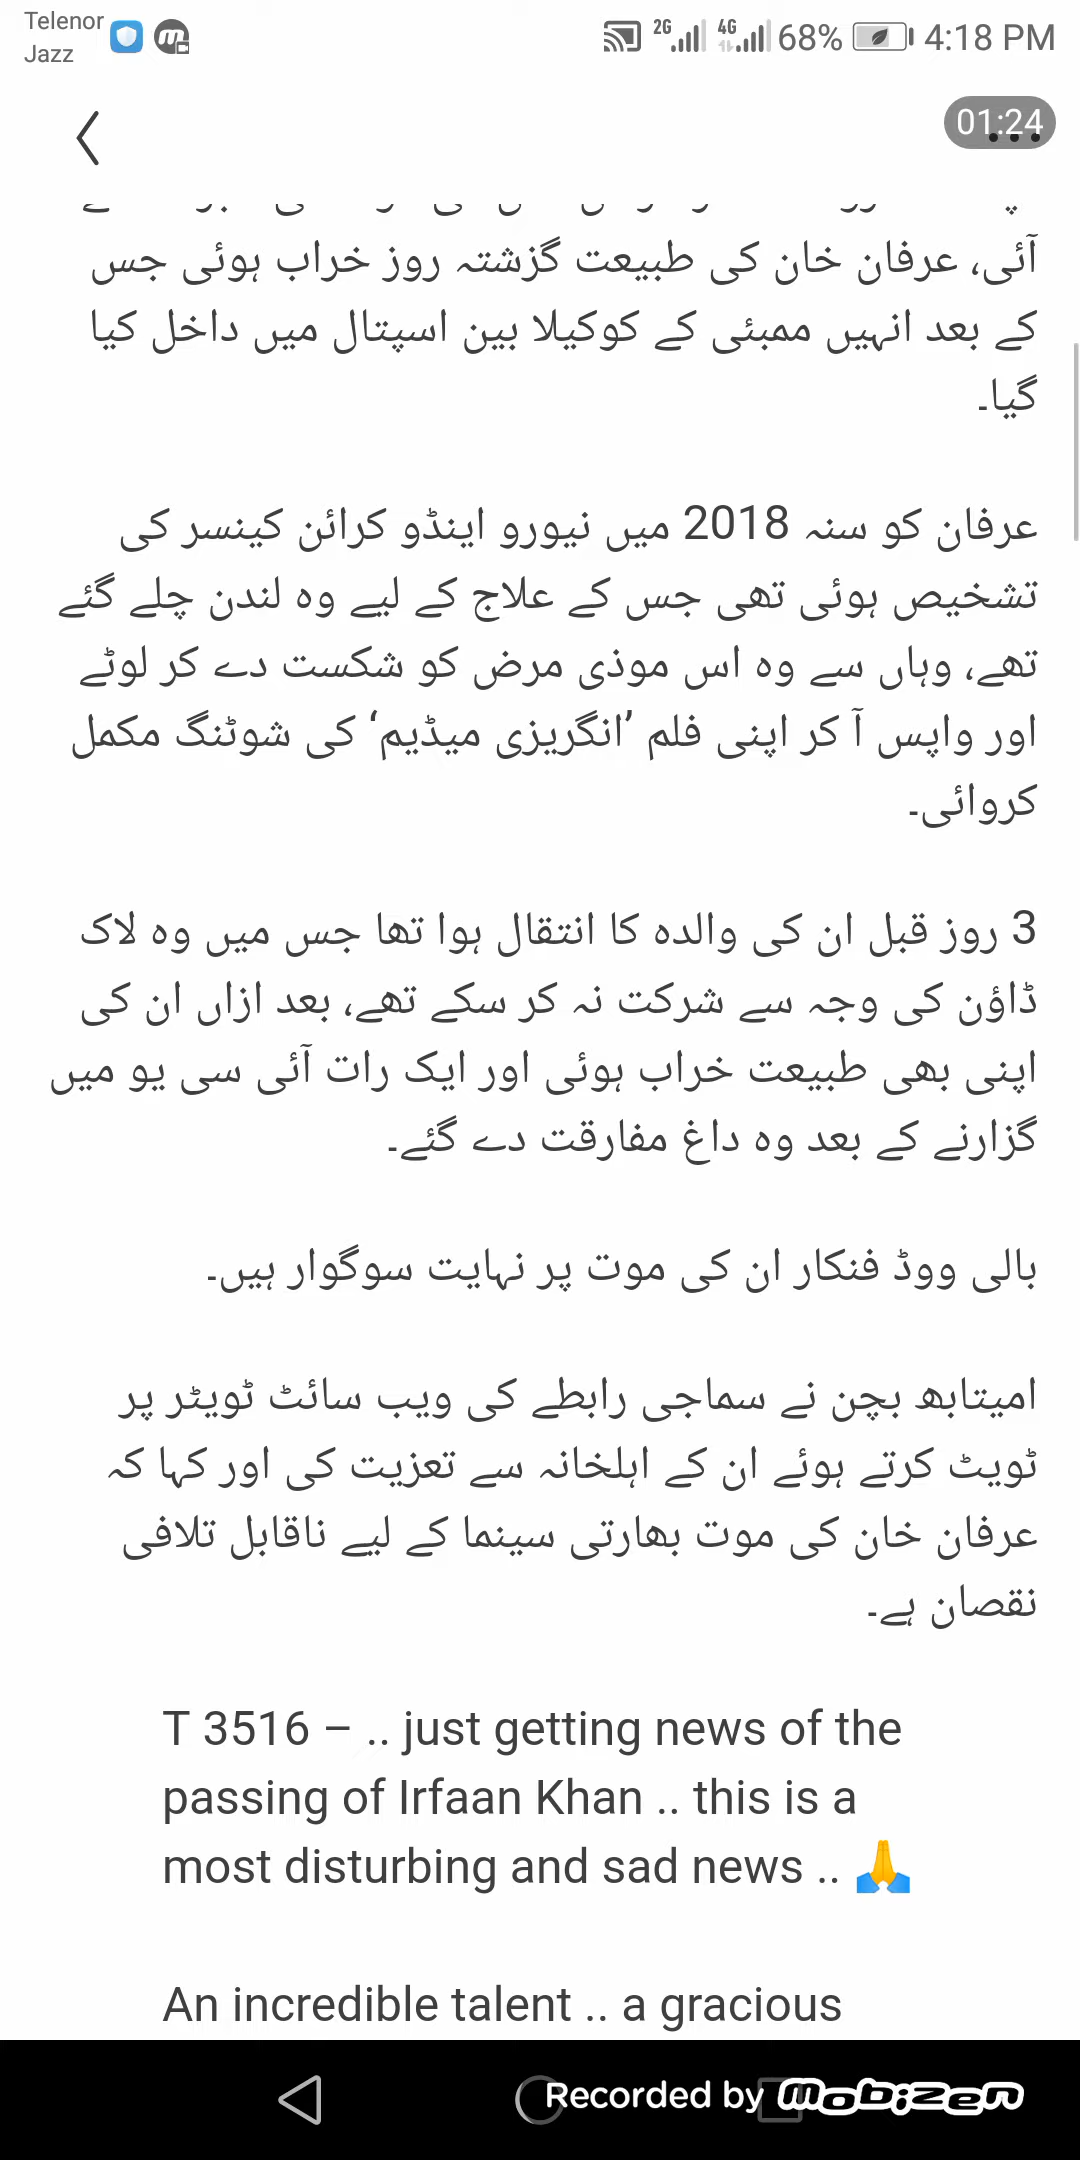 Telenor
Jazz
2G 4G 68% 4:18 PM
01:24
آئی، عرفان خان کی طبیعت گزشتہ روز خراب ہوئی جس
کے بعد انہیں ممبئی کے کوکیلا بین اسپتال میں داخل کیا
گیا۔
عرفان کو سنہ 2018 میں نیورو اینڈو کرائن کینسر کی
تشخیص ہوئی تھی جس کے علاج کے لیے وہ لندن چلے گئے
تھے، وہاں سے وہ اس موذی مرض کو شکست دے کر لوٹے
اور واپس آ کر اپنی فلم ’انگریزی میڈیم‘ کی شوٹنگ مکمل
کروائی۔
3 روز قبل ان کی والدہ کا انتقال ہوا تھا جس میں وہ لاک
ڈاؤن کی وجہ سے شرکت نہ کر سکے تھے، بعد ازاں ان کی
اپنی بھی طبیعت خراب ہوئی اور ایک رات آئی سی یو میں
گزارنے کے بعد وہ داغ مفارقت دے گئے۔
بالی ووڈ فنکار ان کی موت پر نہایت سوگوار ہیں۔
امیتابھ بچن نے سماجی رابطے کی ویب سائٹ ٹویٹر پر
ٹویٹ کرتے ہوئے ان کے اہلخانہ سے تعزیت کی اور کہا کہ
عرفان خان کی موت بھارتی سینما کے لیے ناقابل تلافی
نقصان ہے۔
T 3516 – .. just getting news of the
passing of Irfaan Khan .. this is a
most disturbing and sad news .. 🙏
An incredible talent .. a gracious
Recorded by Mobizen